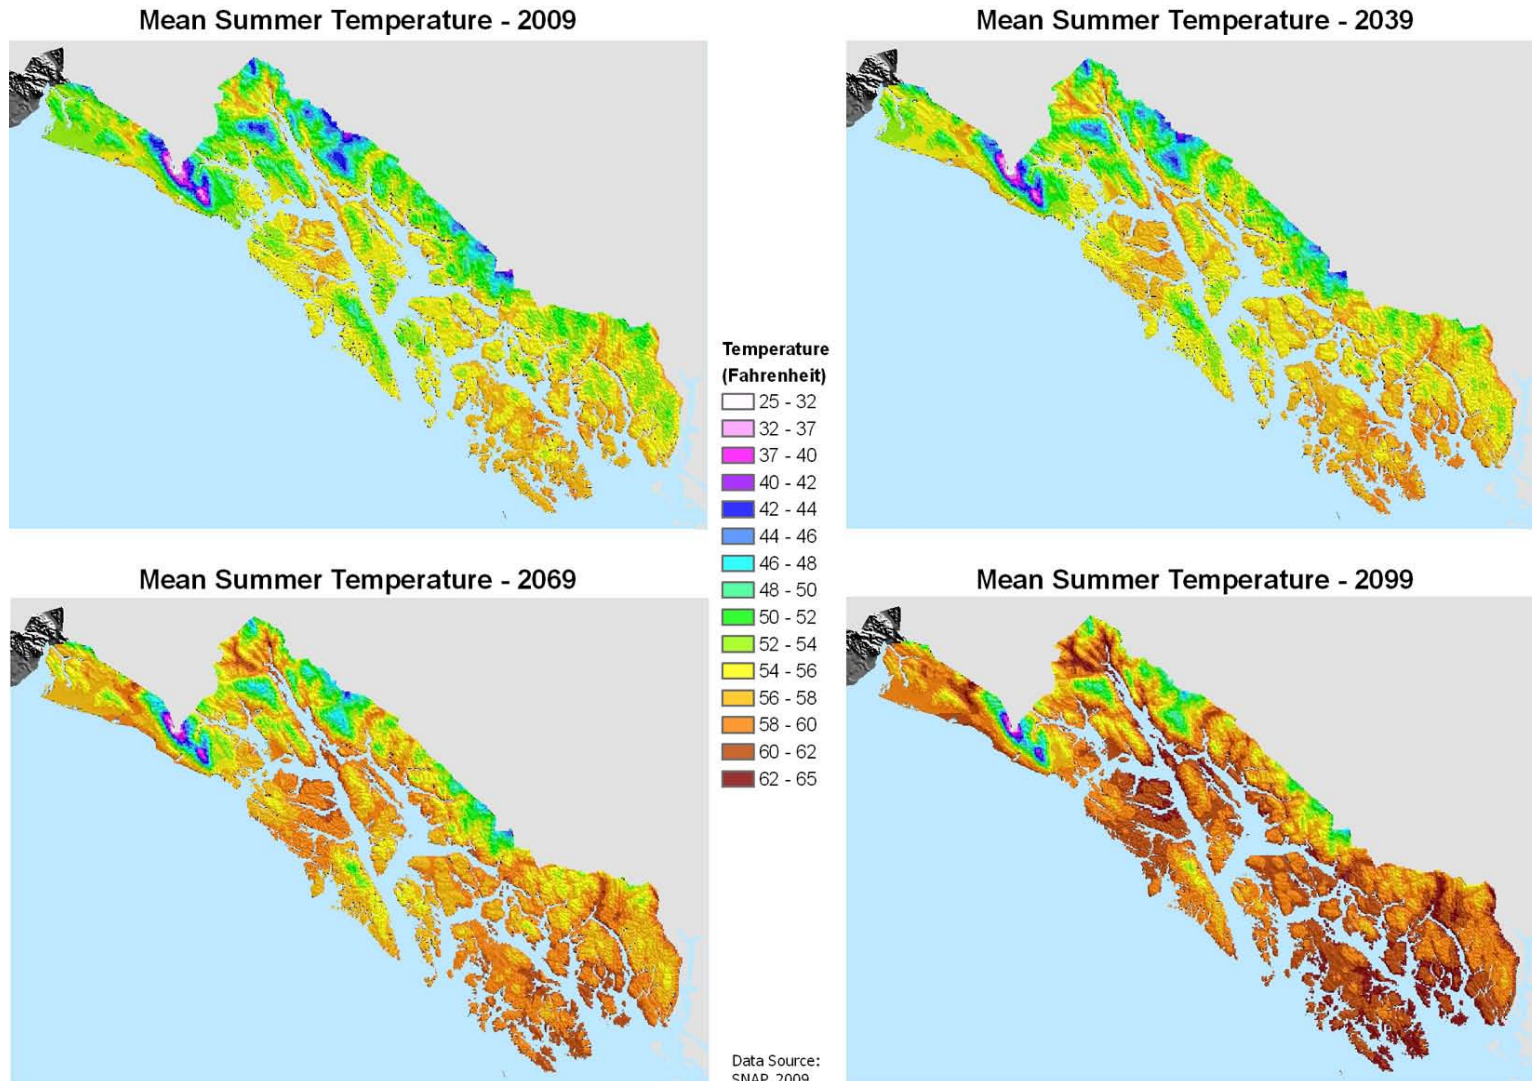 Mean Summer Temperature - 2009
Mean Summer Temperature - 2039
Temperature
(Fahrenheit)
25 - 32
32 - 37
37 - 40
40 - 42
42 - 44
44 - 46
46 - 48
48 - 50
50 - 52
52 - 54
54 - 56
56 - 58
58 - 60
60 - 62
62 - 65
Mean Summer Temperature - 2069
Mean Summer Temperature - 2099
Data Source:
SNAP, 2009